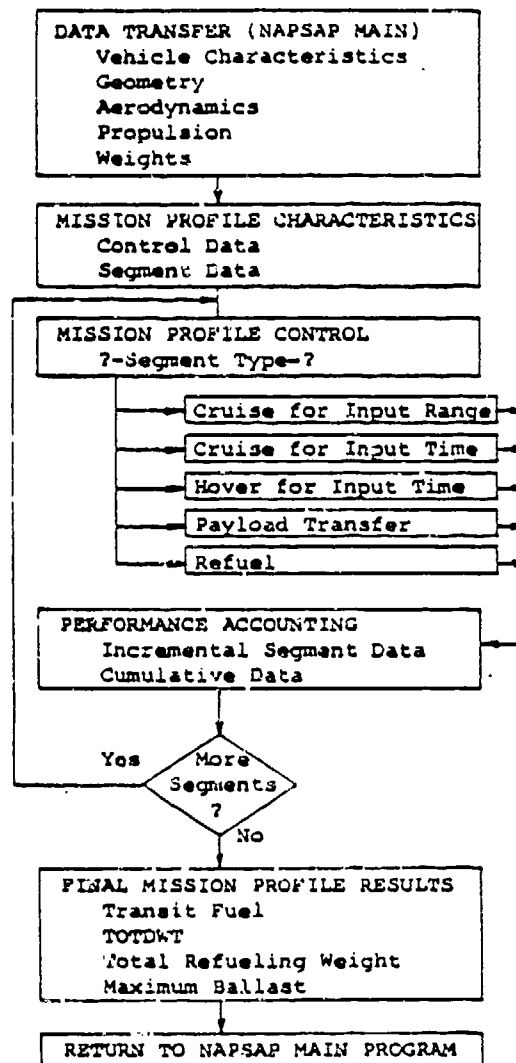 DATA TRANSFER (NAPSAP MAIN)
Vehicle Characteristics
Geometry
Aerodynamics
Propulsion
Weights
MISSION PROFILE CHARACTERISTICS
Control Data
Segment Data
MISSION PROFILE CONTROL
?-Segment Type-?
Cruise for Input Range
Cruise for Input Time
Hover for Input Time
Payload Transfer
Refuel
PERFORMANCE ACCOUNTING
Incremental Segment Data
Cumulative Data
Yes
More
Segments
?
No
FINAL MISSION PROFILE RESULTS
Transit Fuel
TOTDWT
Total Refueling Weight
Maximum Ballast
RETURN TO NAPSAP MAIN PROGRAM